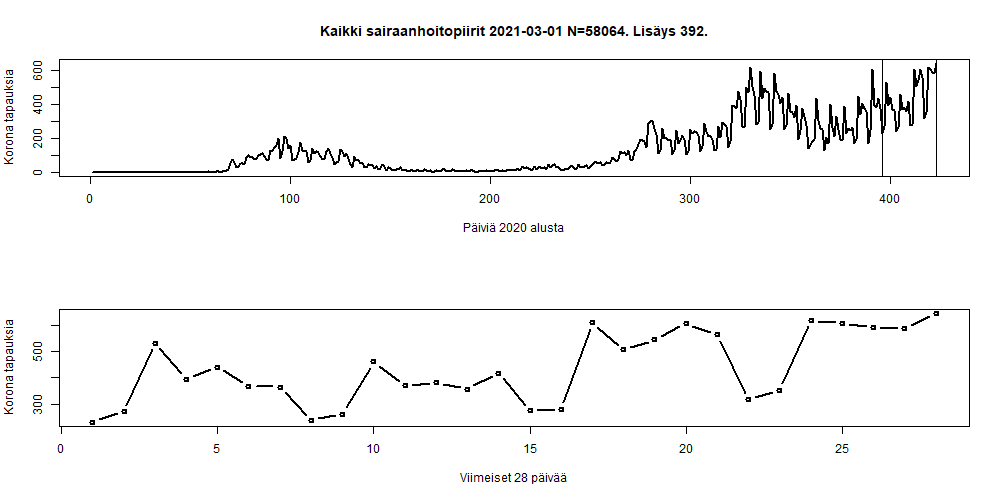 Kaikki sairaanhoitopiirit 2021-03-01 N=58064. Lisäys 392.
Korona tapauksia
600
400
200
0
0 100 200 300 400
Päiviä 2020 alusta
Korona tapauksia
500
300
0 5 10 15 20 25
Viimeiset 28 päivää